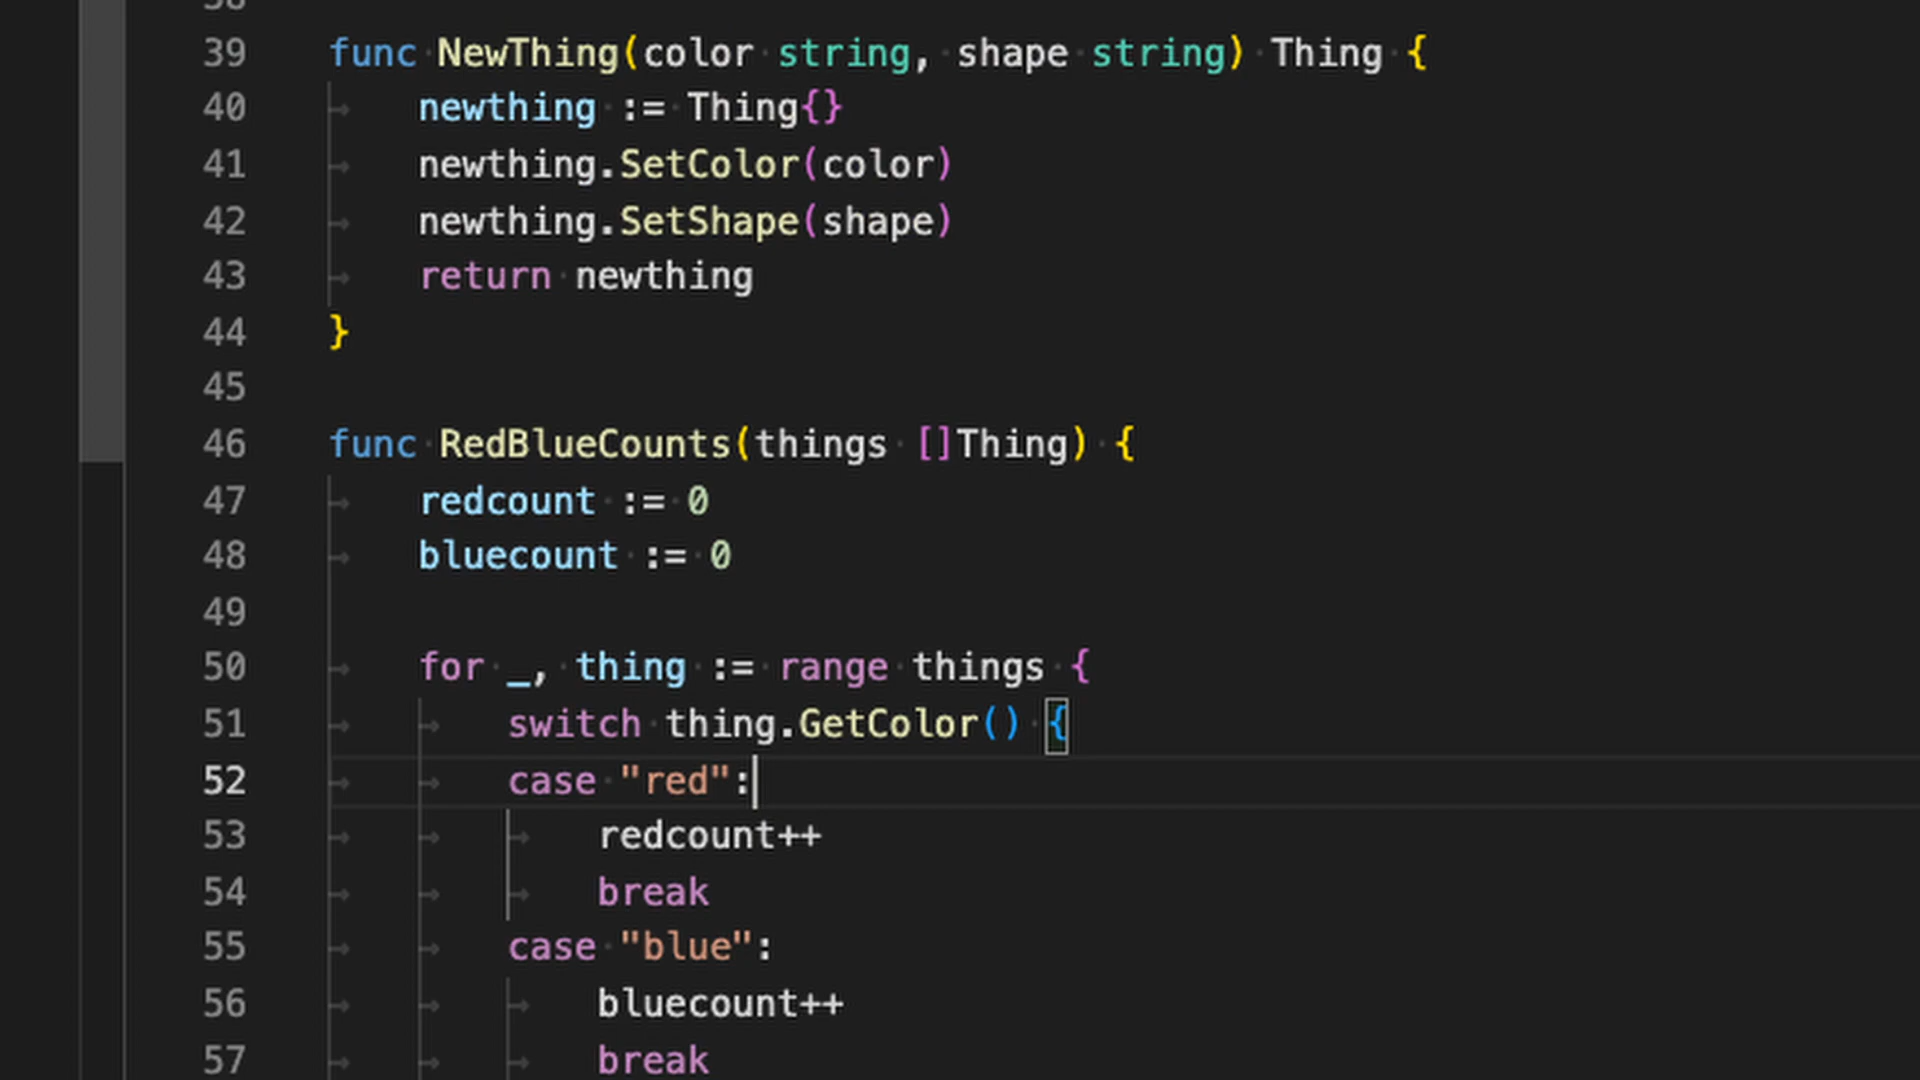 38
39 func NewThing(color string, shape string) Thing {
40 newthing := Thing{}
41 newthing.SetColor(color)
42 newthing.SetShape(shape)
43 return newthing
44 }
45
46 func RedBlueCounts(things []Thing) {
47 redcount := 0
48 bluecount := 0
49
50 for _, thing := range things {
51 switch thing.GetColor() {
52 case "red":
53 redcount++
54 break
55 case "blue":
56 bluecount++
57 break